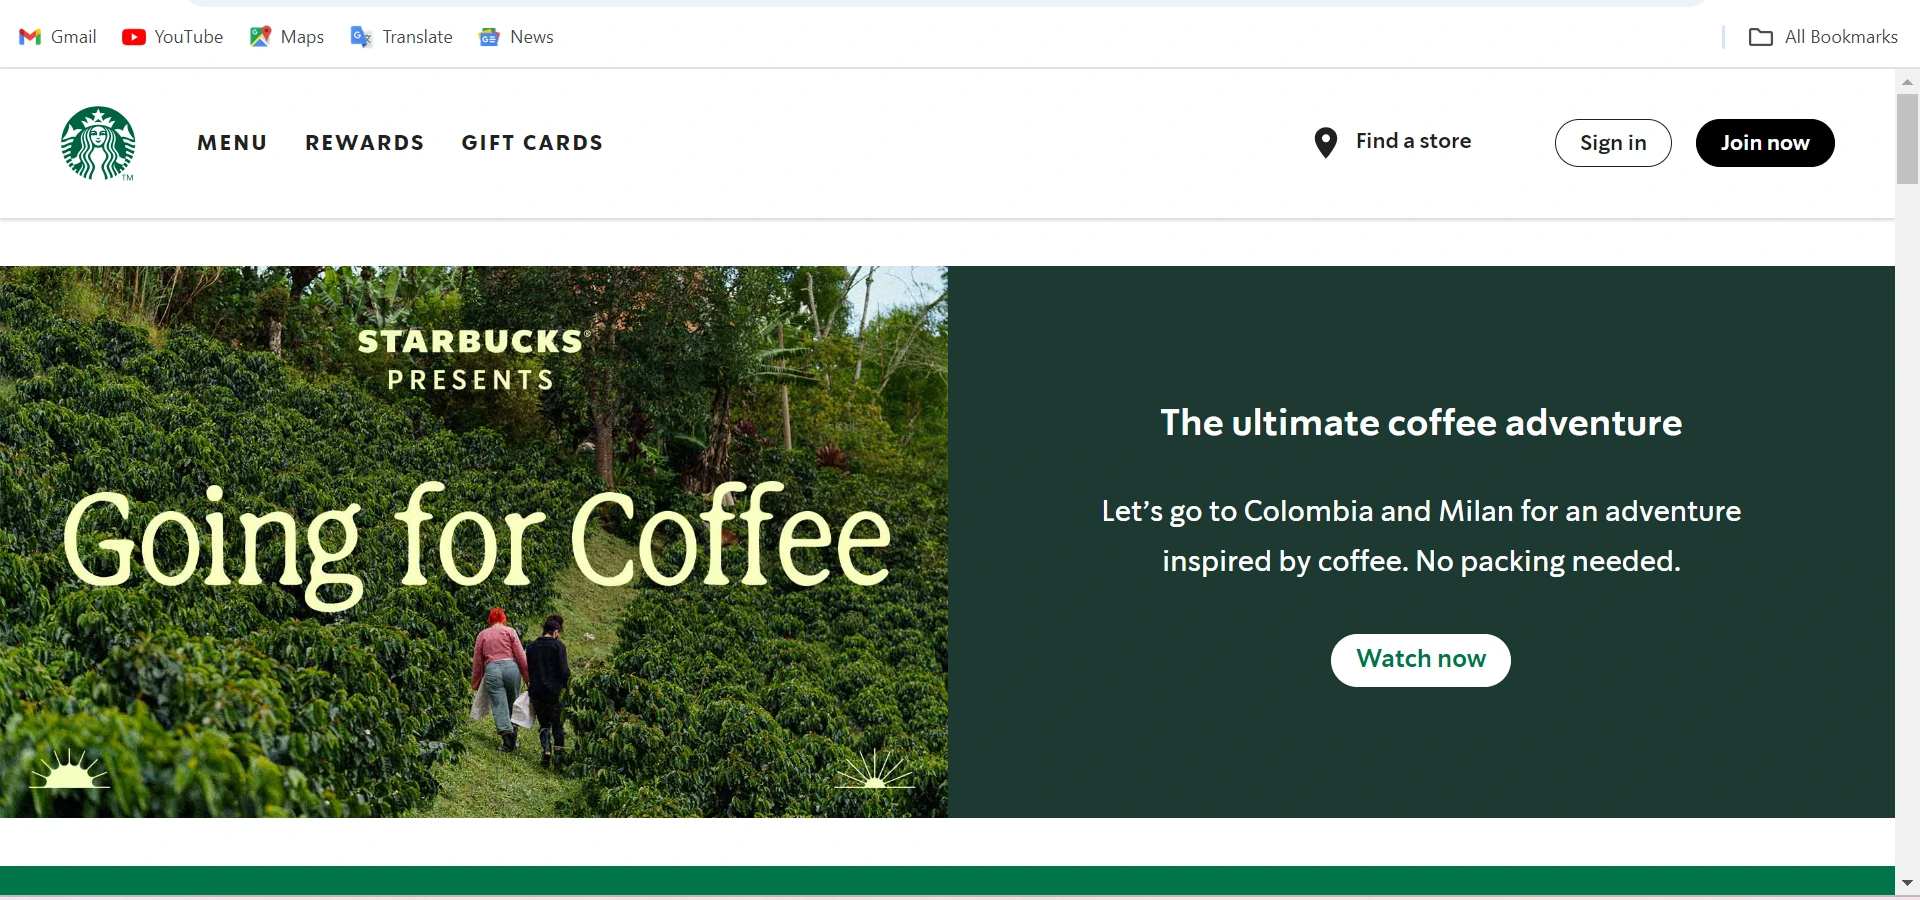 Gmail YouTube Maps Translate News All Bookmarks
MENU REWARDS GIFT CARDS Find a store Sign in Join now
TM
STARBUCKS®
PRESENTS
Going for Coffee
The ultimate coffee adventure
Let’s go to Colombia and Milan for an adventure
inspired by coffee. No packing needed.
Watch now